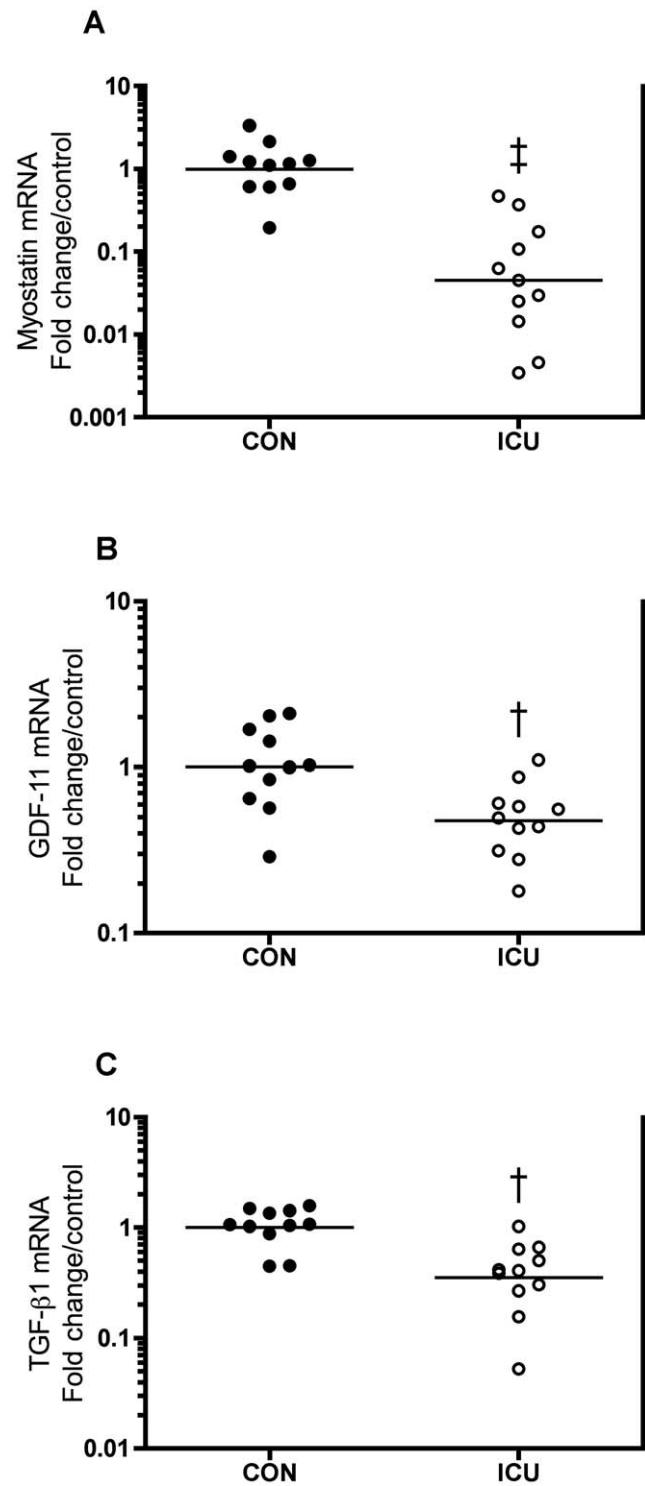 A
Myostatin mRNA
Fold change/control
10
1
0.1
0.01
0.001
‡
CON ICU
B
GDF-11 mRNA
Fold change/control
10
1
0.1
†
CON ICU
C
TGF-β1 mRNA
Fold change/control
10
1
0.1
0.01
†
CON ICU